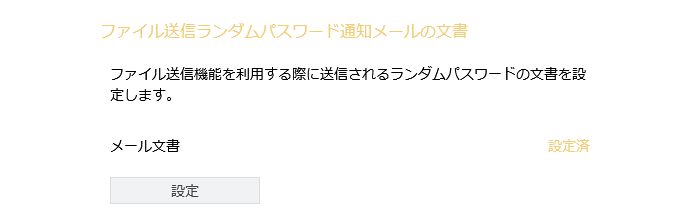 ファイル送信ランダムパスワード通知メールの文書
ファイル送信機能を利用する際に送信されるランダムパスワードの文書を設
定します。
メール文書
設定済
設定